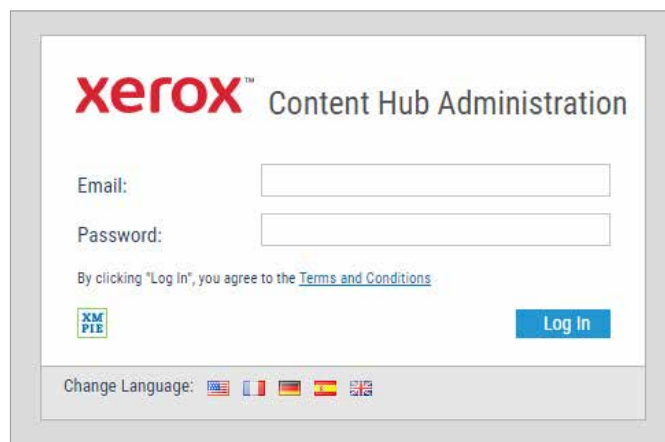 xerox™ Content Hub Administration
Email:
Password:
By clicking "Log In", you agree to the Terms and Conditions
XM
PIE
Log In
Change Language: